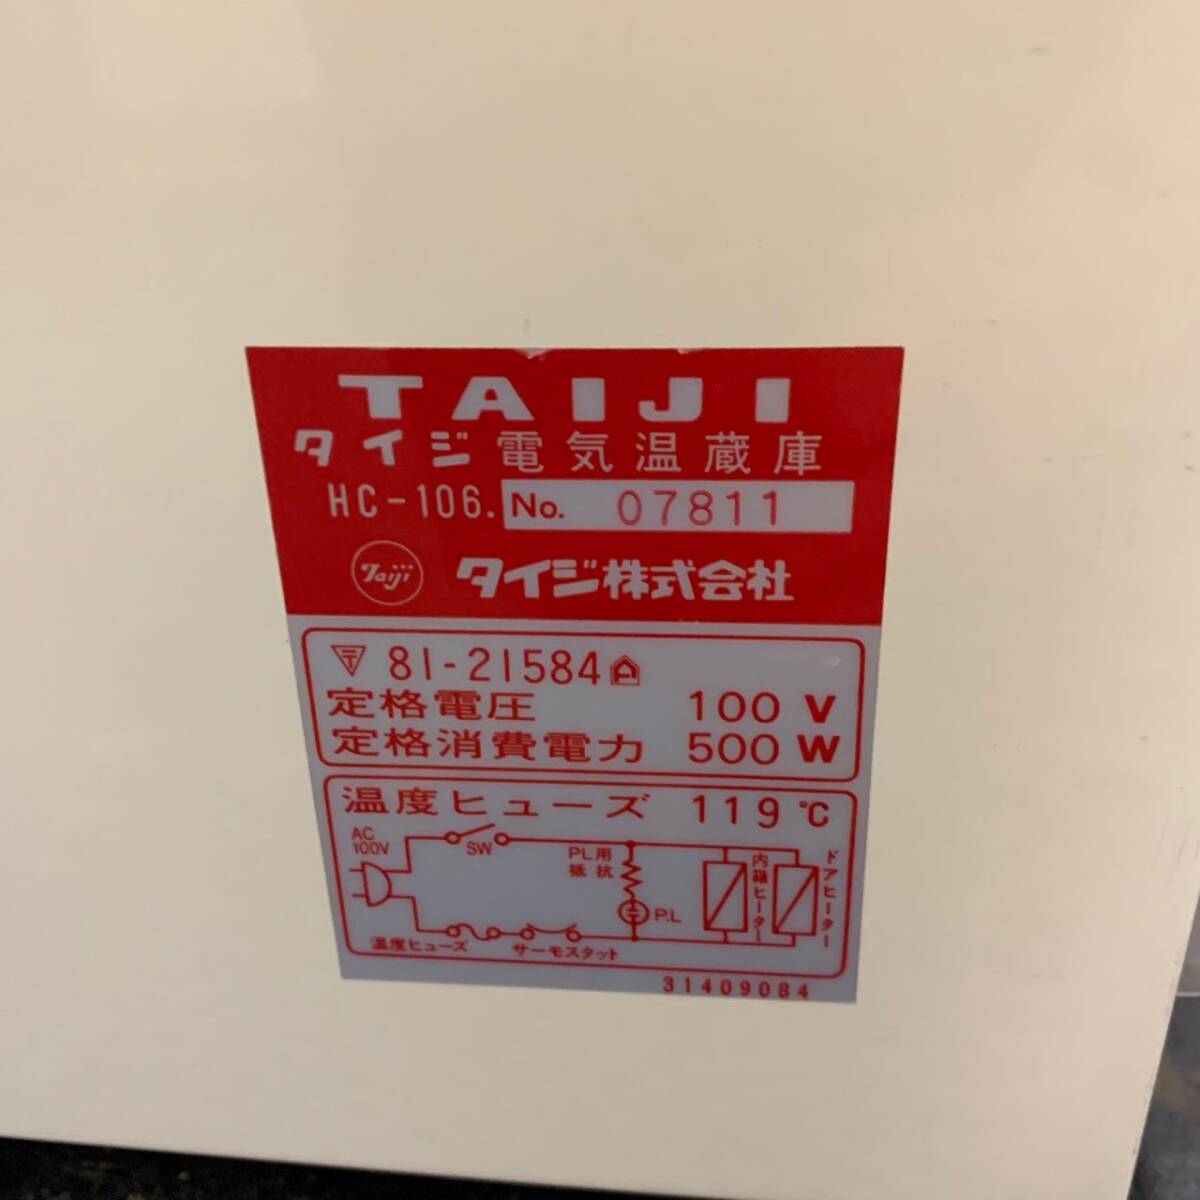 TAIJI
タイジ電気温蔵庫
HC-106. No. 07811
Taiji タイジ株式会社
〒 81-21584
定格電圧 100 V
定格消費電力 500 W
温度ヒューズ 119 ℃
AC
100V
SW
PL用
抵抗
P.L
内箱ヒーター
ドアヒーター
温度ヒューズ
サーモスタット
31409084